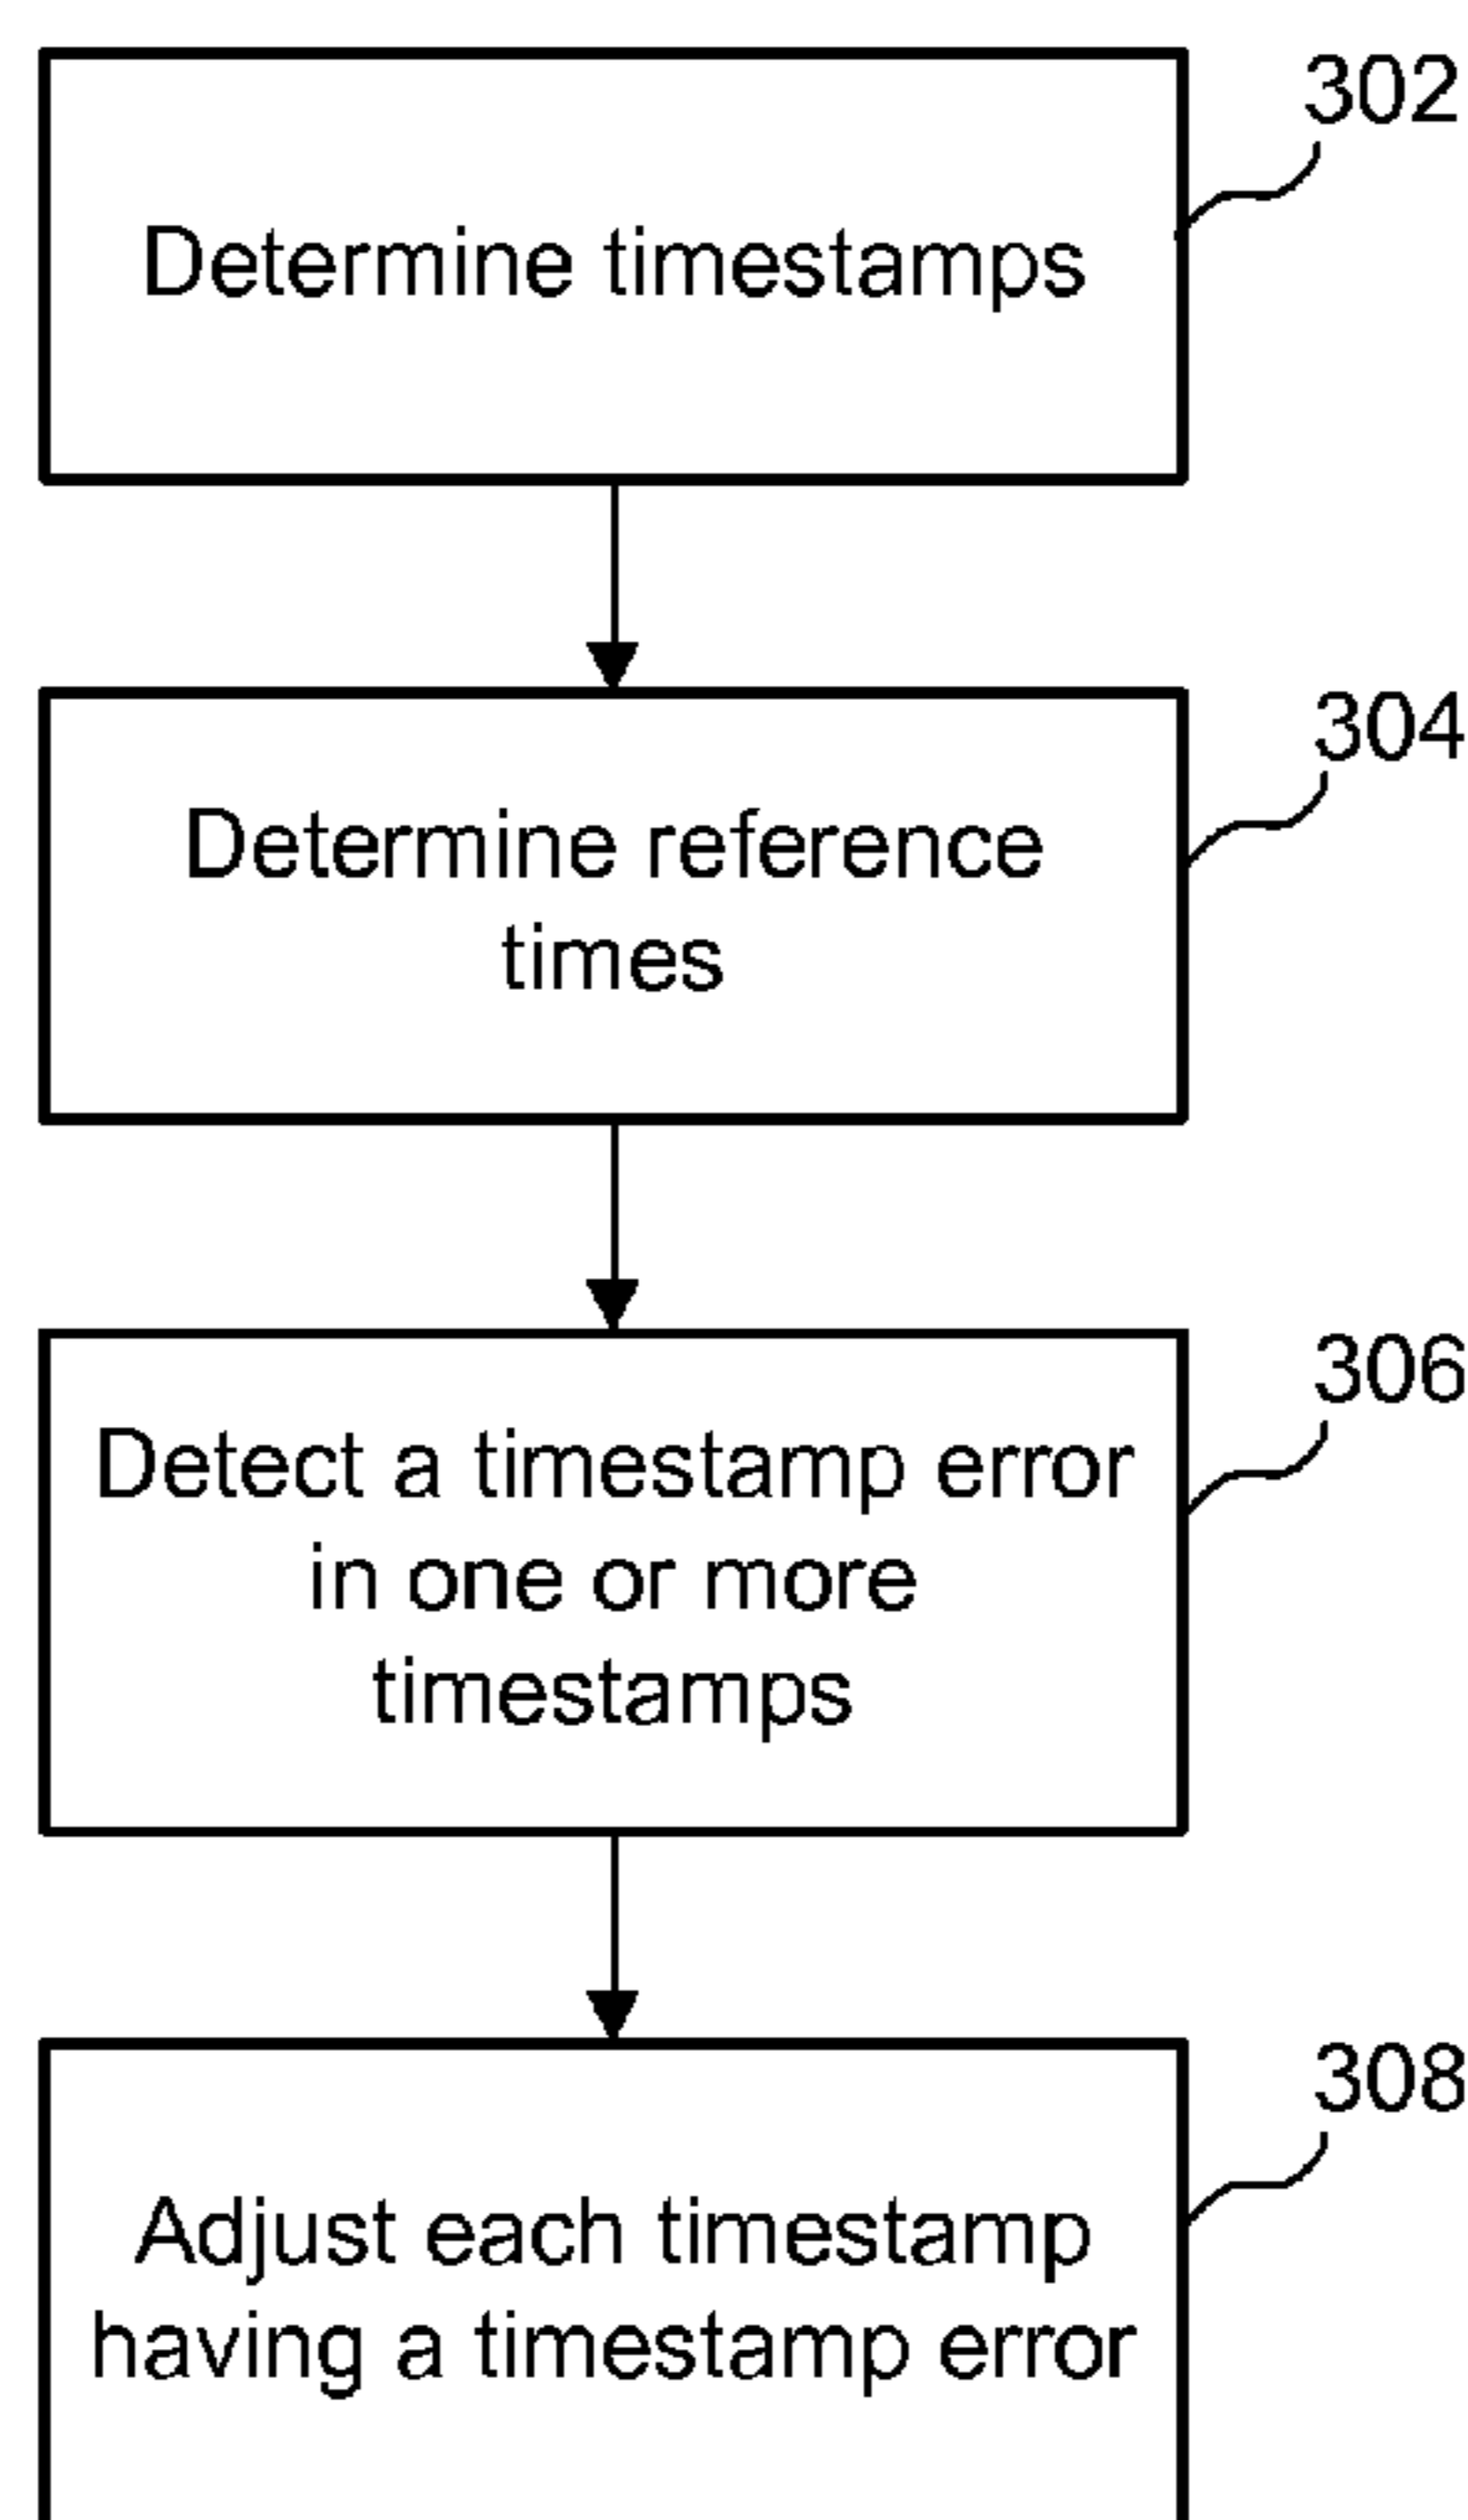 302
Determine timestamps
304
Determine reference
times
306
Detect a timestamp error
in one or more
timestamps
308
Adjust each timestamp
having a timestamp error